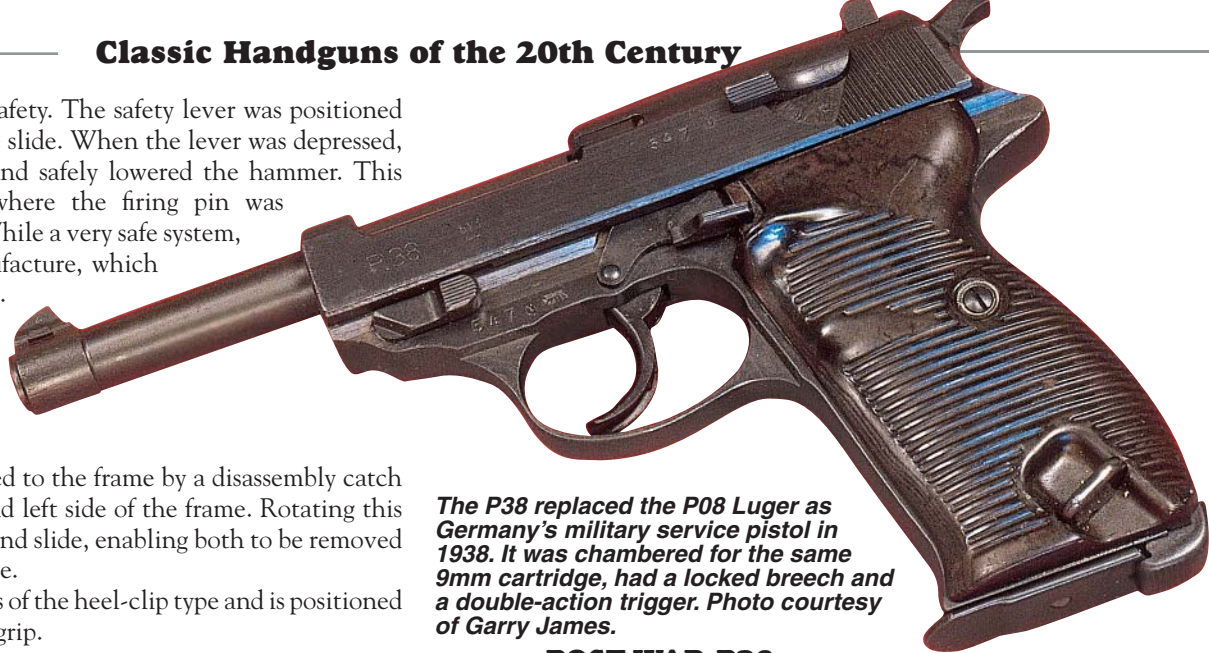 Classic Handguns of the 20th Century
afety. The safety lever was positioned
slide. When the lever was depressed,
nd safely lowered the hammer. This
where the firing pin was
While a very safe system,
ufacture, which
.
P.38
547
547
ed to the frame by a disassembly catch
d left side of the frame. Rotating this
nd slide, enabling both to be removed
e.
s of the heel-clip type and is positioned
grip.
The P38 replaced the P08 Luger as
Germany’s military service pistol in
1938. It was chambered for the same
9mm cartridge, had a locked breech and
a double-action trigger. Photo courtesy
of Garry James.